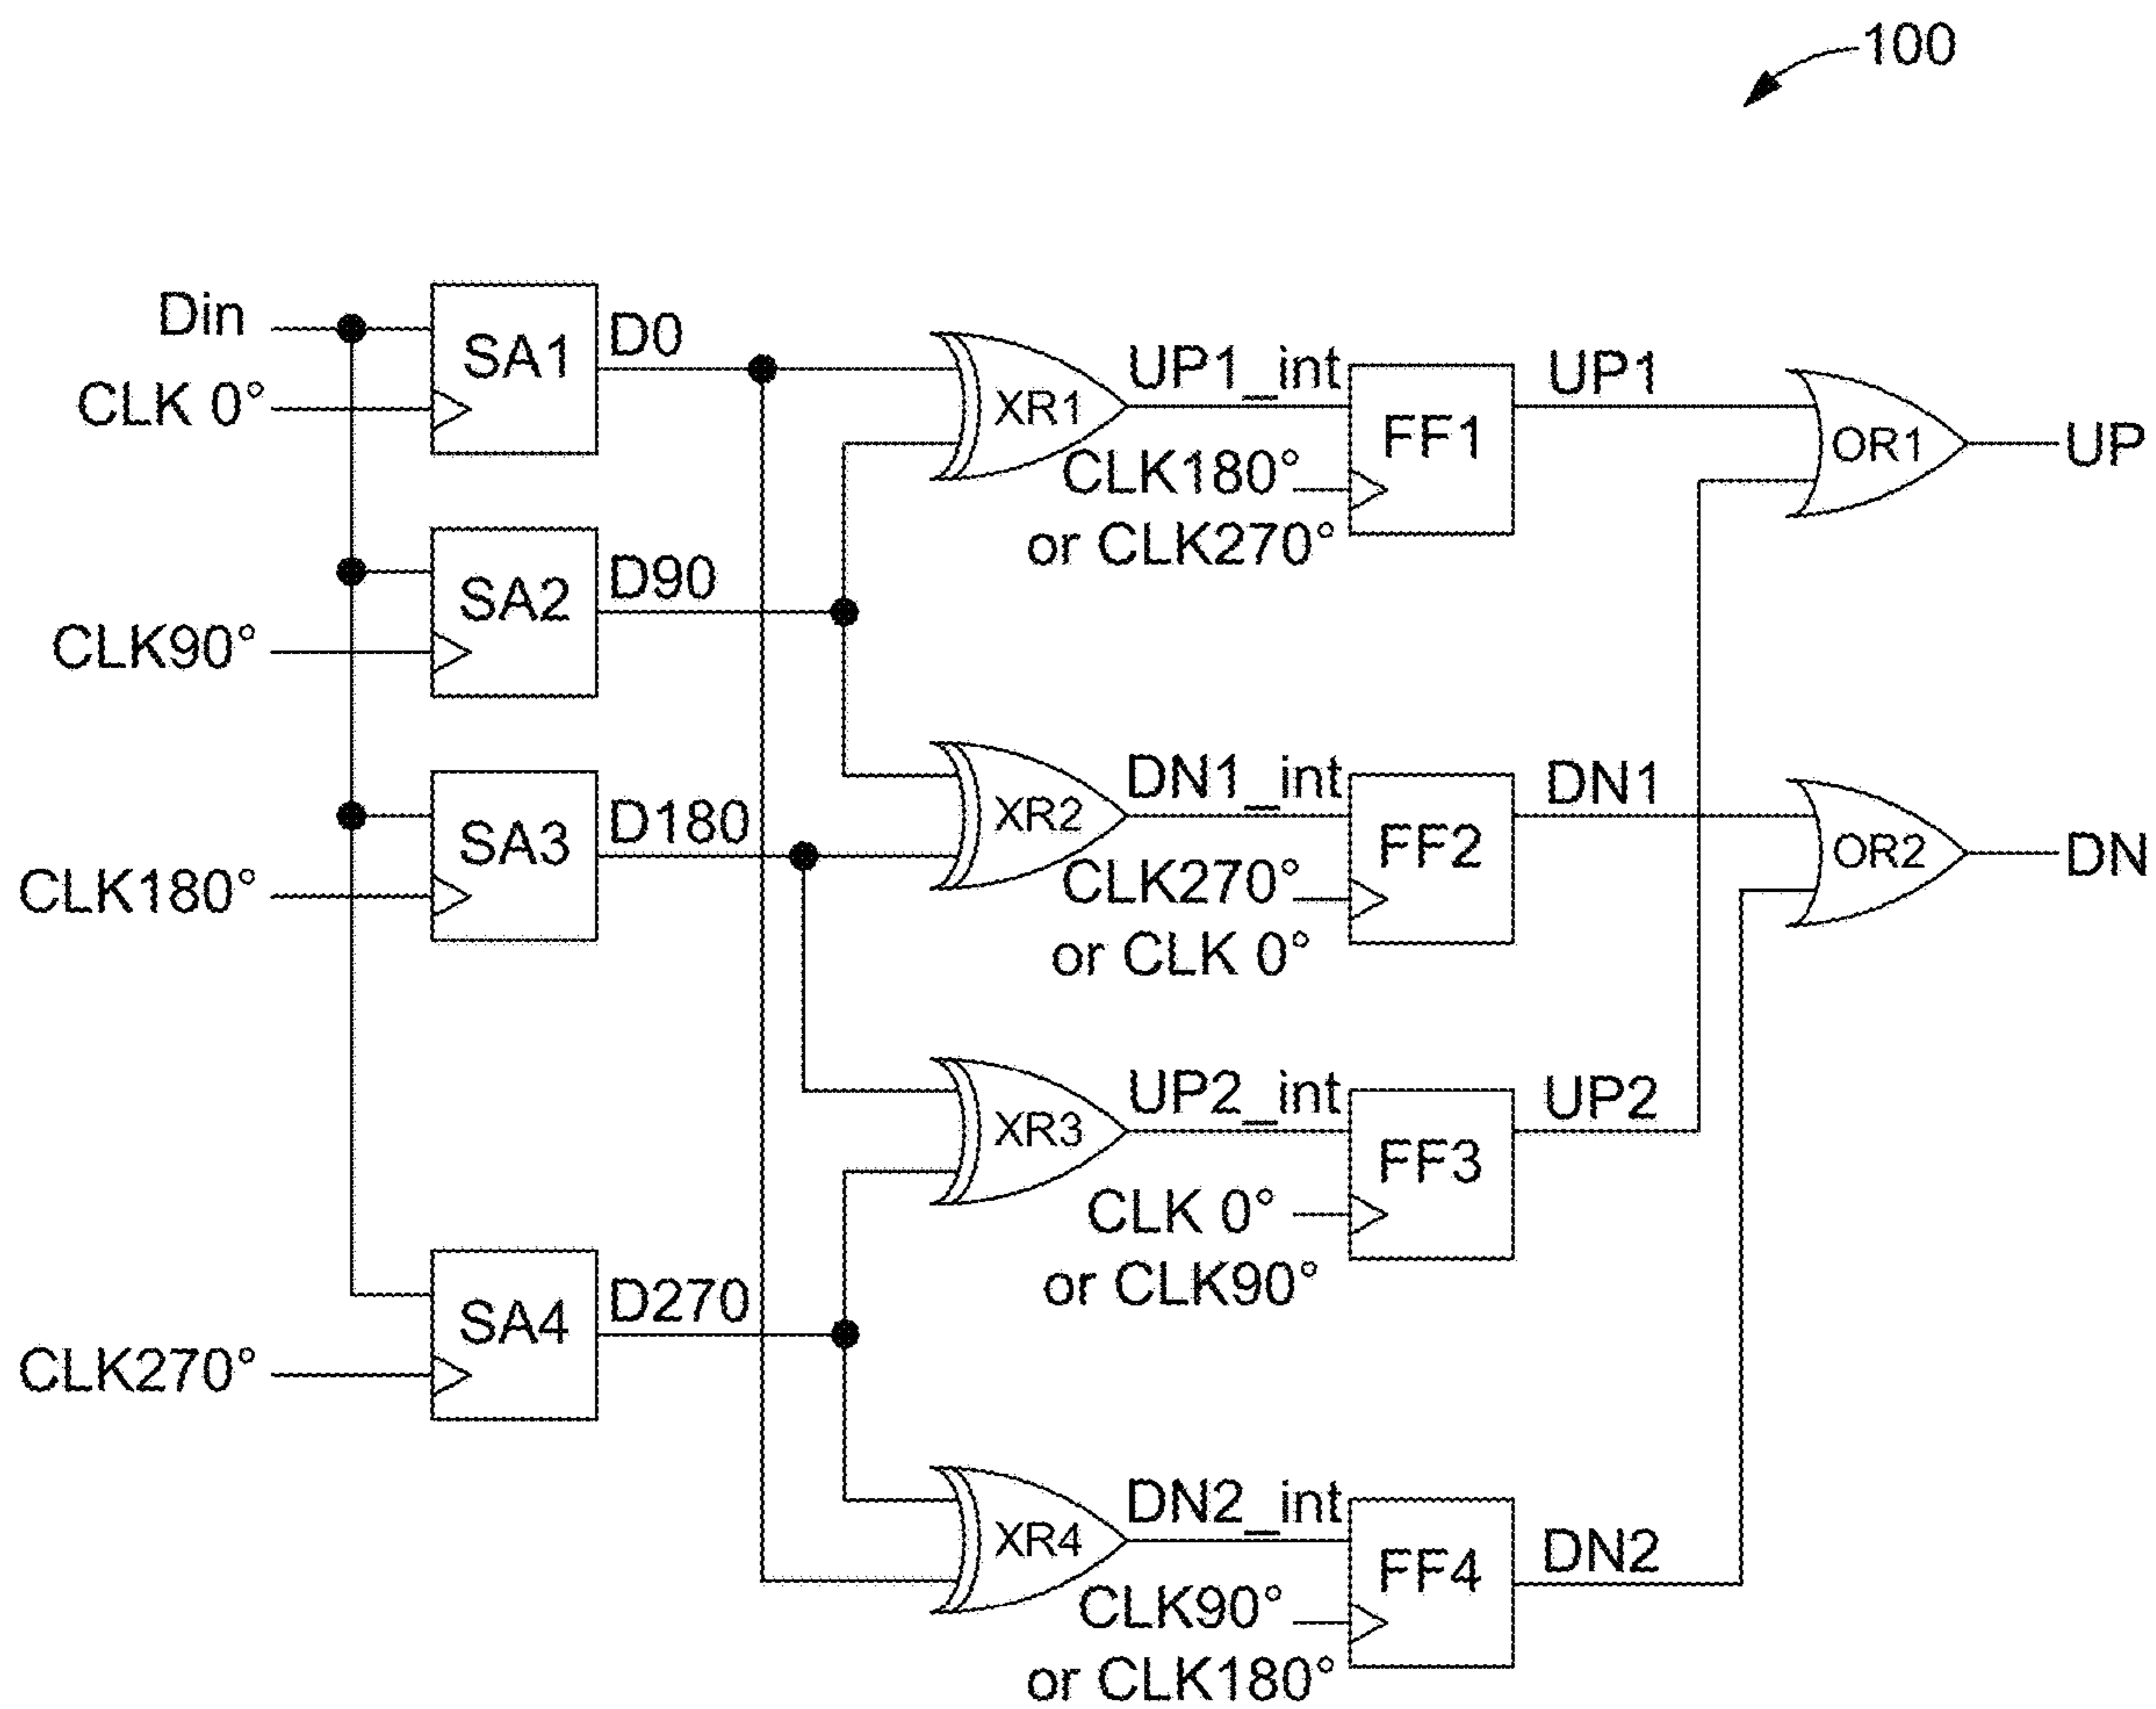 100
Din
SA1
D0
CLK 0°
XR1
UP1_int
FF1
UP1
OR1
UP
CLK180°
or CLK270°
SA2
D90
CLK90°
XR2
DN1_int
FF2
DN1
OR2
DN
CLK270°
or CLK 0°
SA3
D180
CLK180°
XR3
UP2_int
FF3
UP2
CLK 0°
or CLK90°
SA4
D270
CLK270°
XR4
DN2_int
FF4
DN2
CLK90°
or CLK180°